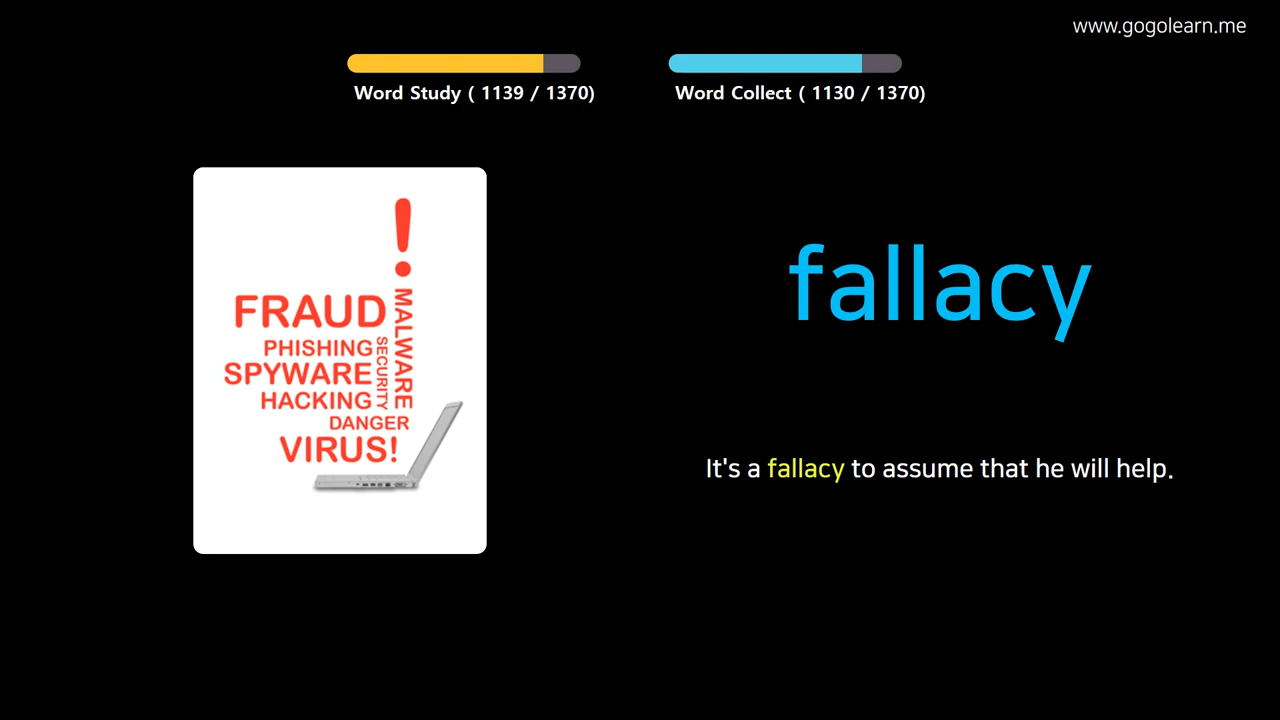 www.gogolearn.me
Word Study ( 1139 / 1370)
Word Collect ( 1130 / 1370)
!
FRAUD
MALWARE
PHISHING
SECURITY
SPYWARE
HACKING
DANGER
VIRUS!
fallacy
It's a fallacy to assume that he will help.